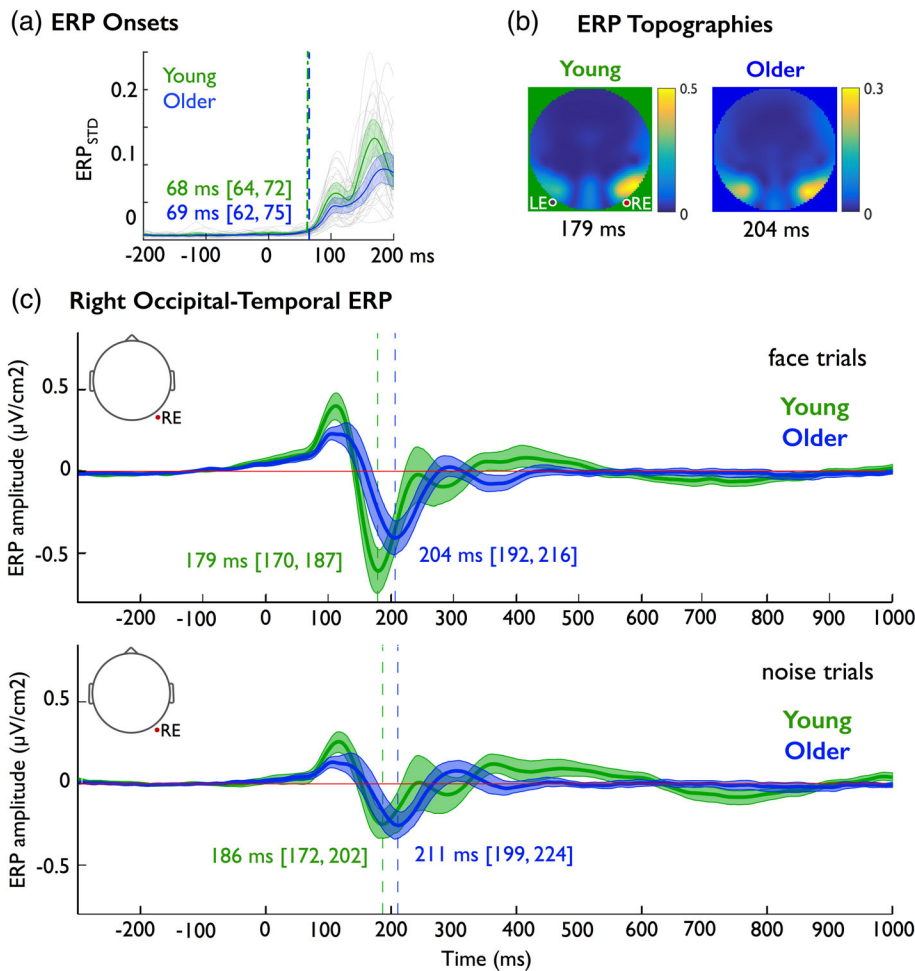 (a) ERP Onsets
0.2
Young
Older
ERPSTD
0.1
68 ms [64, 72]
69 ms [62, 75]
0
-200 -100 0 100 200 ms
(b) ERP Topographies
Young Older
0.5 0.3
LE RE
0 0
179 ms 204 ms
(c) Right Occipital-Temporal ERP
ERP amplitude (µV/cm2)
face trials
0.5
RE
Young
Older
0
-0.5
179 ms [170, 187] 204 ms [192, 216]
-200 -100 0 100 200 300 400 500 600 700 800 900 1000
ERP amplitude (µV/cm2)
noise trials
0.5
RE
Young
Older
0
-0.5
186 ms [172, 202] 211 ms [199, 224]
-200 -100 0 100 200 300 400 500 600 700 800 900 1000
Time (ms)